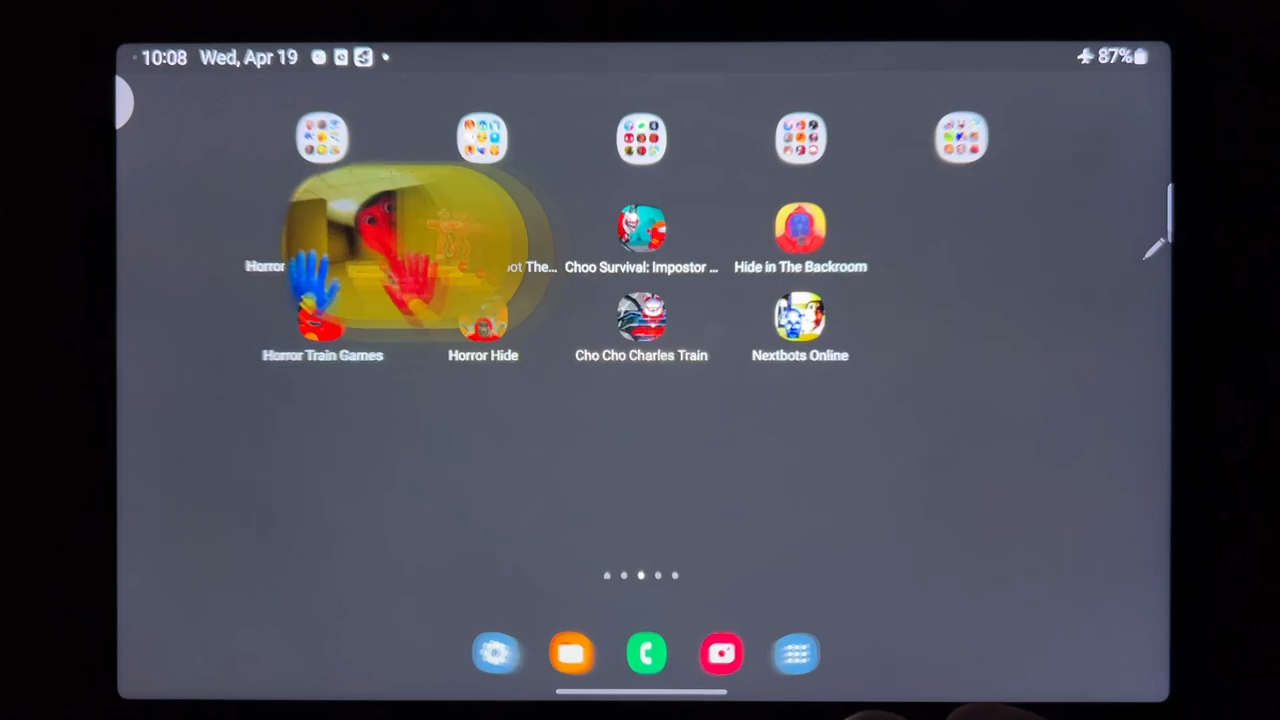 10:08 Wed, Apr 19
87%
Horror
ot The...
Choo Survival: Impostor ...
Hide in The Backroom
Horror Train Games
Horror Hide
Cho Cho Charles Train
Nextbots Online